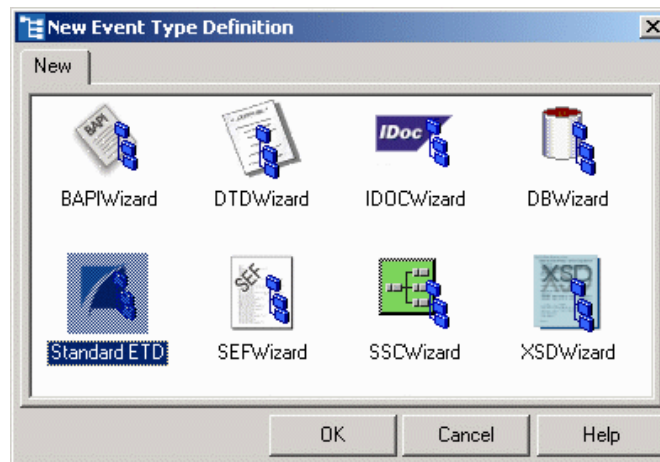 New Event Type Definition
New
BAPI
IDoc
BAPIWizard DTDWizard IDOCWizard DBWizard
SEF
XSD
Standard ETD SEFWizard SSCWizard XSDWizard
OK Cancel Help